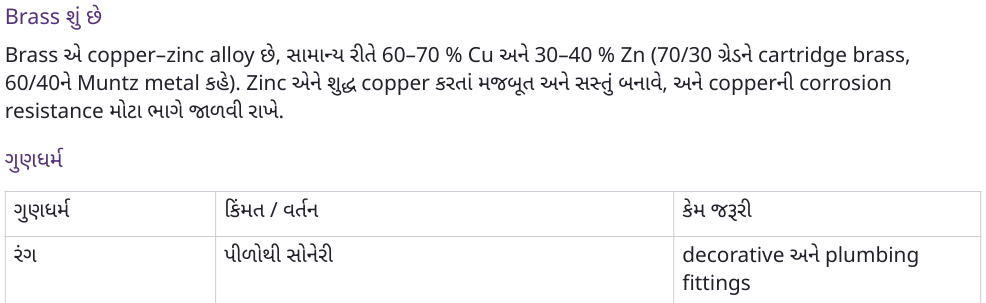 Brass શું છે
Brass એ copper–zinc alloy છે, સામાન્ય રીતે 60–70 % Cu અને 30–40 % Zn (70/30 ગ્રેડને cartridge brass,
60/40ને Muntz metal કહે). Zinc એને શુદ્ધ copper કરતાં મજબૂત અને સસ્તું બનાવે, અને copperની corrosion
resistance મોટા ભાગે જાળવી રાખે.
ગુણધર્મ
ગુણધર્મ કિંમત / વર્તન કેમ જરૂરી
રંગ પીળોથી સોનેરી decorative અને plumbing
fittings